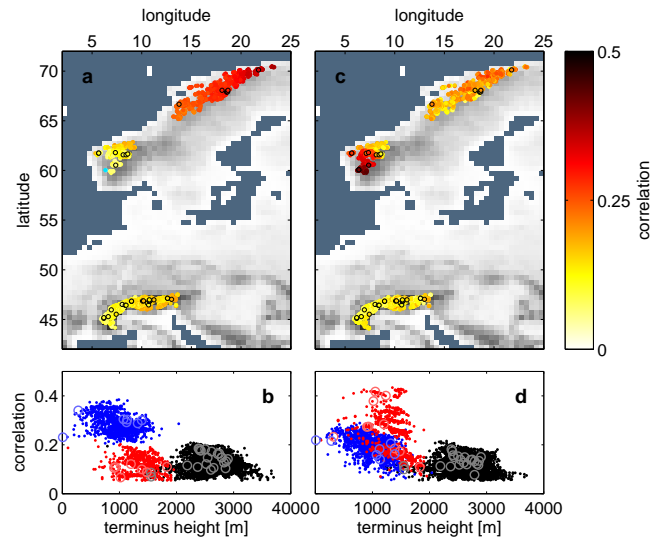 longitude longitude
5 10 15 20 25 5 10 15 20 25
70 65 60 55 50 45
latitude
a c
0.5 0.25 0
correlation
0.4 0.2 0
correlation
b d
0 1000 2000 3000 4000 0 1000 2000 3000 4000
terminus height [m] terminus height [m]